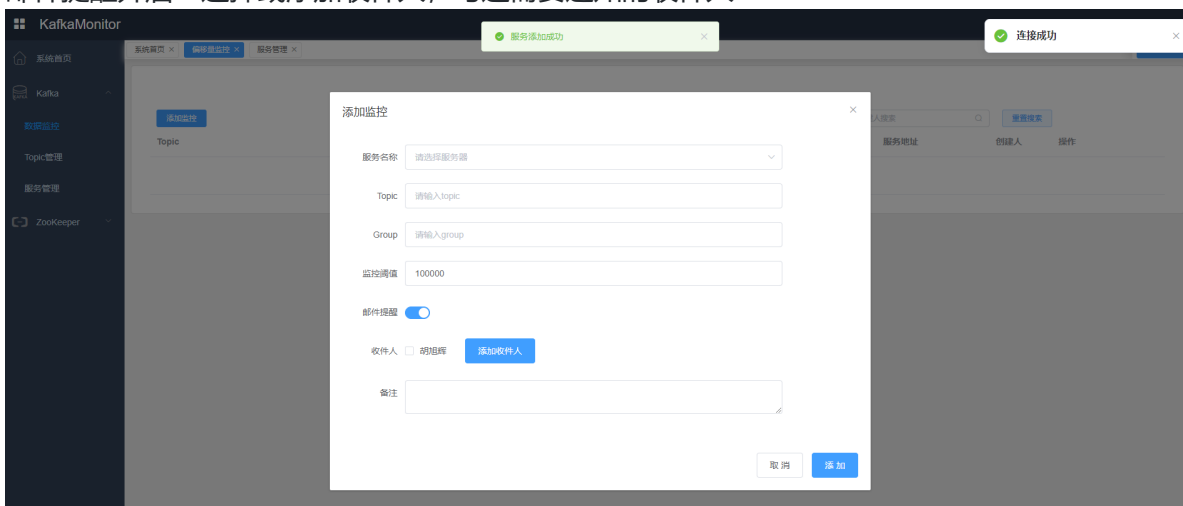 KafkaMonitor
服务添加成功
连接成功
系统首页
系统首页 × 偏移量监控 × 服务管理 ×
Kafka
数据监控
Topic管理
服务管理
ZooKeeper
添加监控
重置搜索
Topic 服务地址 创建人 操作
添加监控
服务名称 请选择服务器
Topic 请输入topic
Group 请输入group
监控阈值 100000
邮件提醒
收件人 胡旭辉 添加收件人
备注
取消 添加